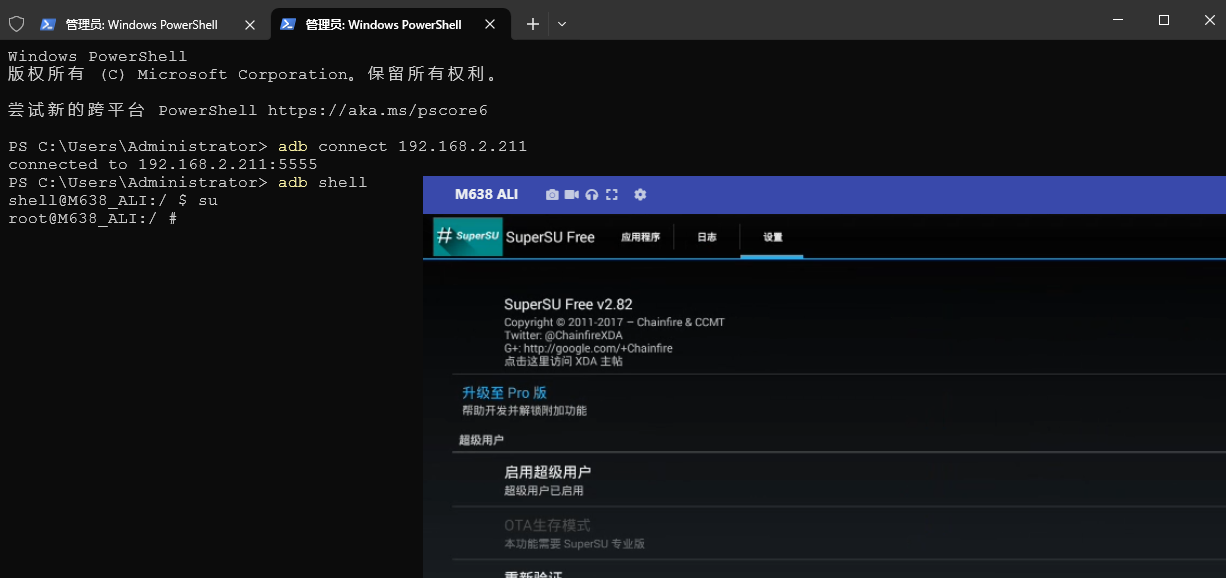 管理员: Windows PowerShell
管理员: Windows PowerShell
Windows PowerShell
版权所有 (C) Microsoft Corporation。保留所有权利。
尝试新的跨平台 PowerShell https://aka.ms/pscore6
PS C:\Users\Administrator> adb connect 192.168.2.211
connected to 192.168.2.211:5555
PS C:\Users\Administrator> adb shell
shell@M638_ALI:/ $ su
root@M638_ALI:/ #
M638 ALI
# SuperSU
SuperSU Free
应用程序
日志
设置
SuperSU Free v2.82
Copyright © 2011-2017 – Chainfire & CCMT
Twitter: @ChainfireXDA
G+: http://google.com/+Chainfire
点击这里访问 XDA 主帖
升级至 Pro 版
帮助开发并解锁附加功能
超级用户
启用超级用户
超级用户已启用
OTA生存模式
本功能需要 SuperSU 专业版
重新验证